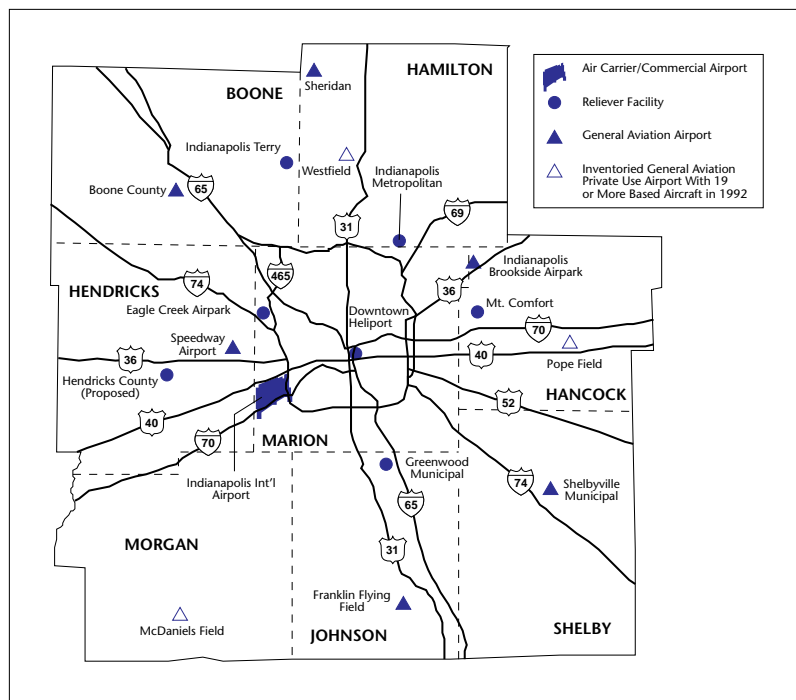 HAMILTON
BOONE
Sheridan
Indianapolis Terry
Westfield
Indianapolis
Metropolitan
Boone County
65
31
69
Air Carrier/Commercial Airport
Reliever Facility
General Aviation Airport
Inventoried General Aviation
Private Use Airport With 19
or More Based Aircraft in 1992
74
465
Indianapolis
Brookside Airpark
36
HENDRICKS
Eagle Creek Airpark
Downtown
Heliport
Mt. Comfort
70
Speedway
Airport
36
40
Pope Field
Hendricks County
(Proposed)
HANCOCK
52
40
70
MARION
Indianapolis Int'l
Airport
Greenwood
Municipal
74
Shelbyville
Municipal
65
31
MORGAN
Franklin Flying
Field
McDaniels Field
JOHNSON
SHELBY